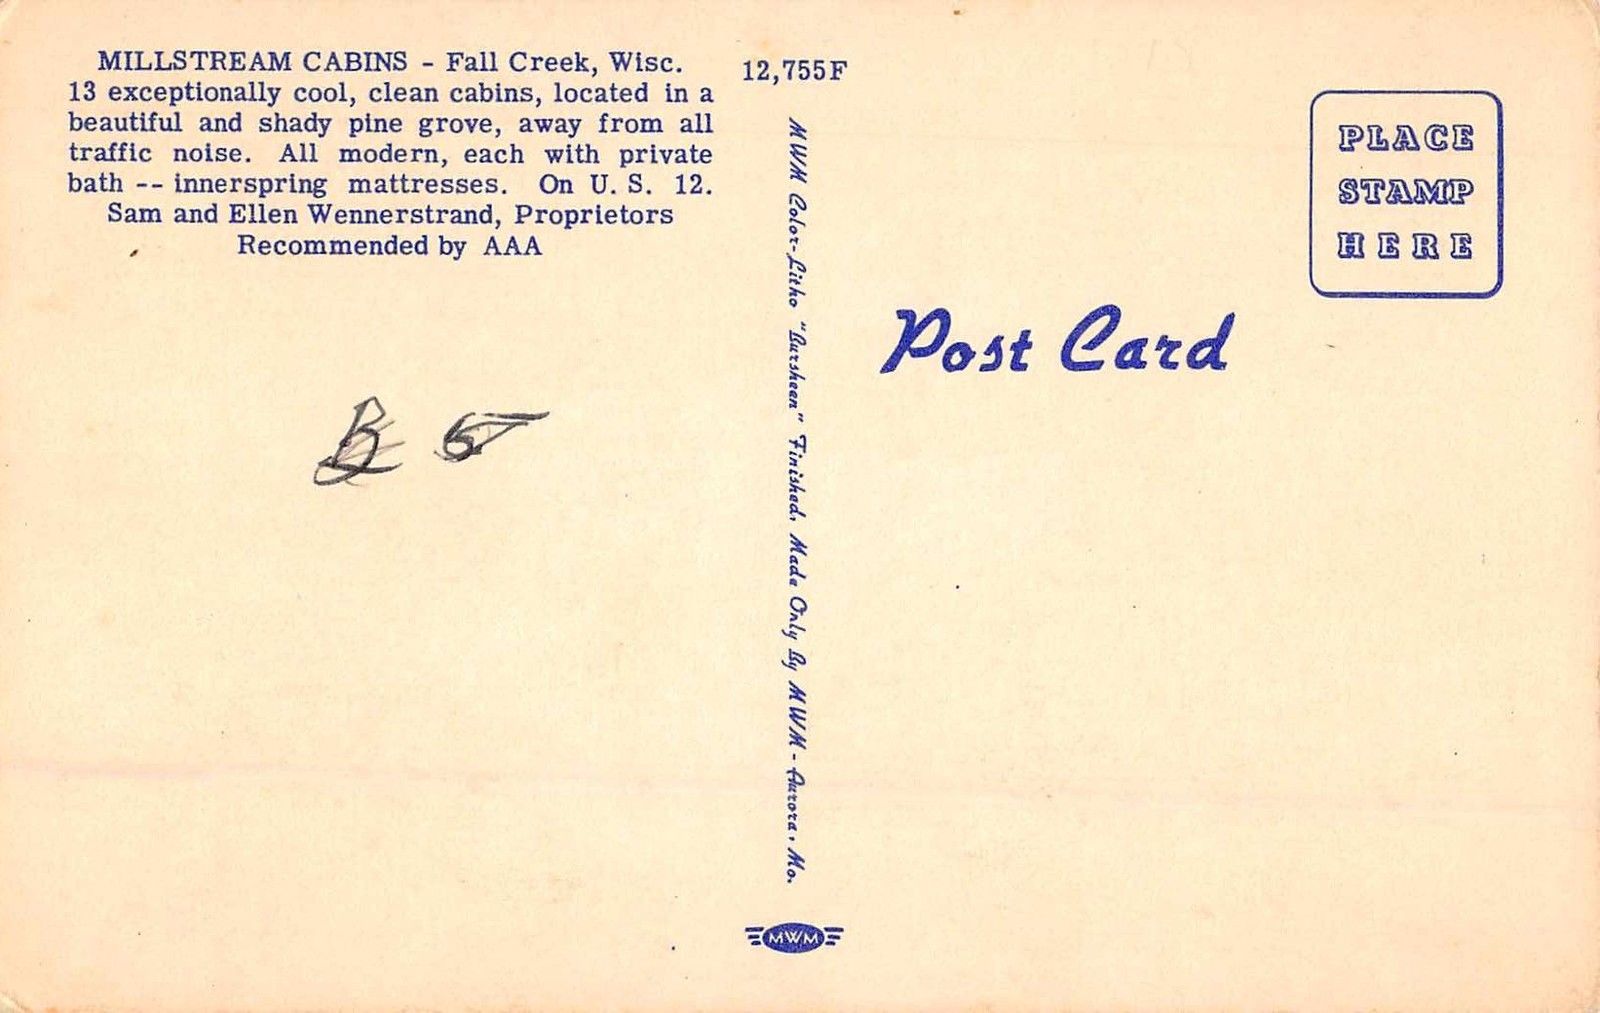 MILLSTREAM CABINS - Fall Creek, Wisc.
13 exceptionally cool, clean cabins, located in a
beautiful and shady pine grove, away from all
traffic noise. All modern, each with private
bath -- innerspring mattresses. On U. S. 12.
Sam and Ellen Wennerstrand, Proprietors
Recommended by AAA
12,755F
MWM Color-Litho "Bursheen" Finished, Made Only By MWM - Aurora, Mo.
MWM
PLACE
STAMP
HERE
Post Card